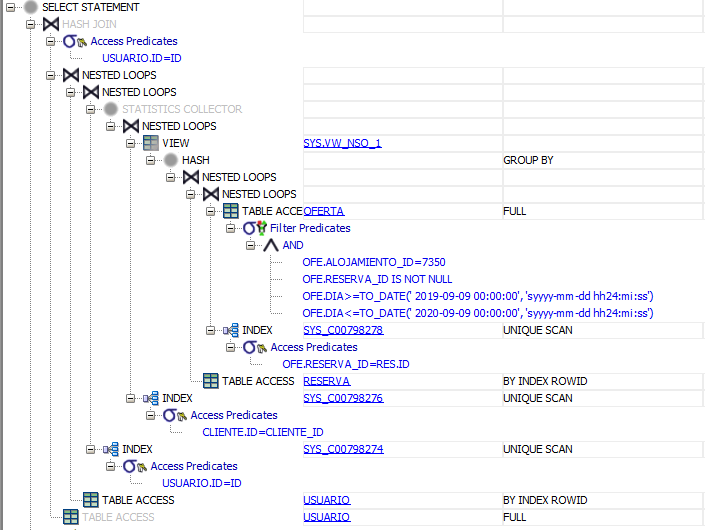 SELECT STATEMENT
HASH JOIN
Access Predicates
USUARIO.ID=ID
NESTED LOOPS
NESTED LOOPS
STATISTICS COLLECTOR
NESTED LOOPS
VIEW SYS.VW_NSO_1
HASH GROUP BY
NESTED LOOPS
NESTED LOOPS
TABLE ACCE OFERTA FULL
Filter Predicates
AND
OFE.ALOJAMIENTO_ID=7350
OFE.RESERVA_ID IS NOT NULL
OFE.DIA>=TO_DATE(' 2019-09-09 00:00:00', 'syyyy-mm-dd hh24:mi:ss')
OFE.DIA<=TO_DATE(' 2020-09-09 00:00:00', 'syyyy-mm-dd hh24:mi:ss')
INDEX SYS_C00798278 UNIQUE SCAN
Access Predicates
OFE.RESERVA_ID=RES.ID
TABLE ACCESS RESERVA BY INDEX ROWID
INDEX SYS_C00798276 UNIQUE SCAN
Access Predicates
CLIENTE.ID=CLIENTE_ID
INDEX SYS_C00798274 UNIQUE SCAN
Access Predicates
USUARIO.ID=ID
TABLE ACCESS USUARIO BY INDEX ROWID
TABLE ACCESS USUARIO FULL